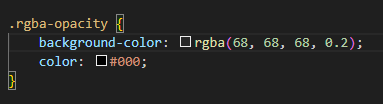 .rgba-opacity {
background-color: rgba(68, 68, 68, 0.2);
color: #000;
}